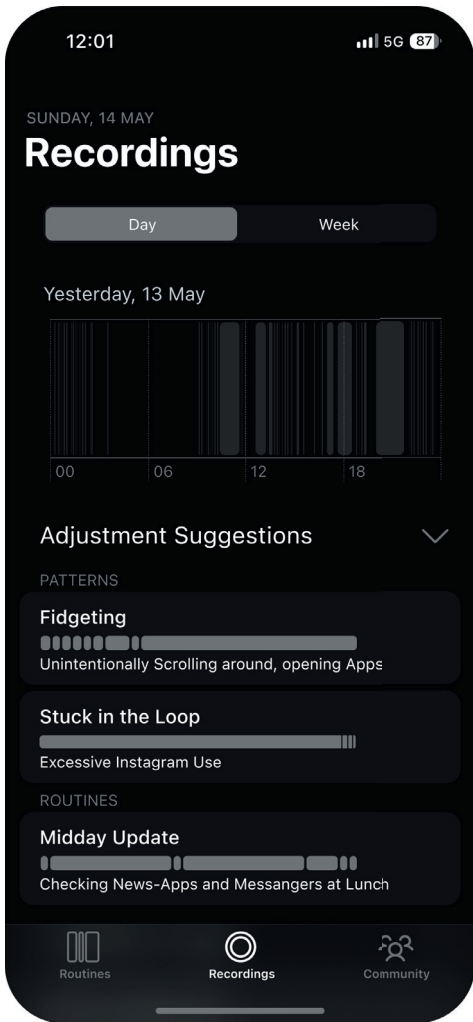 12:01
5G 87
SUNDAY, 14 MAY
Recordings
Day Week
Yesterday, 13 May
00 06 12 18
Adjustment Suggestions
PATTERNS
Fidgeting
Unintentionally Scrolling around, opening Apps
Stuck in the Loop
Excessive Instagram Use
ROUTINES
Midday Update
Checking News-Apps and Messangers at Lunch
Routines Recordings Community